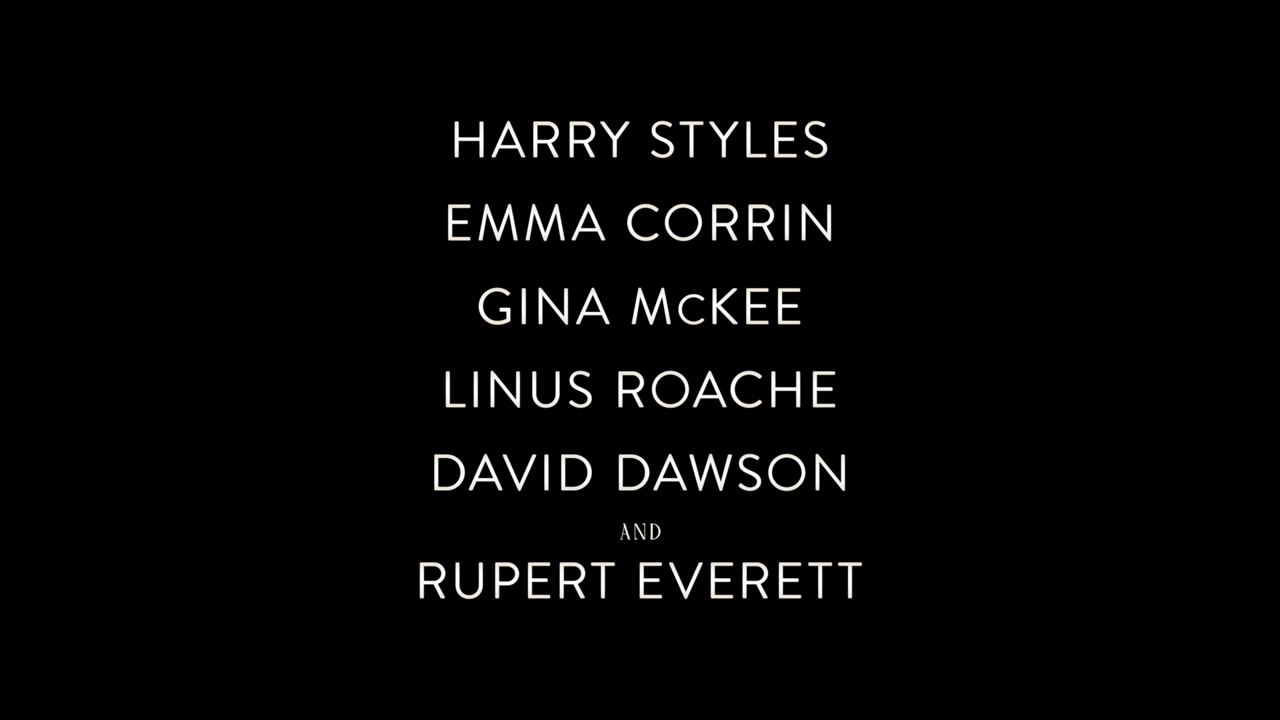 HARRY STYLES
EMMA CORRIN
GINA McKEE
LINUS ROACHE
DAVID DAWSON
AND
RUPERT EVERETT